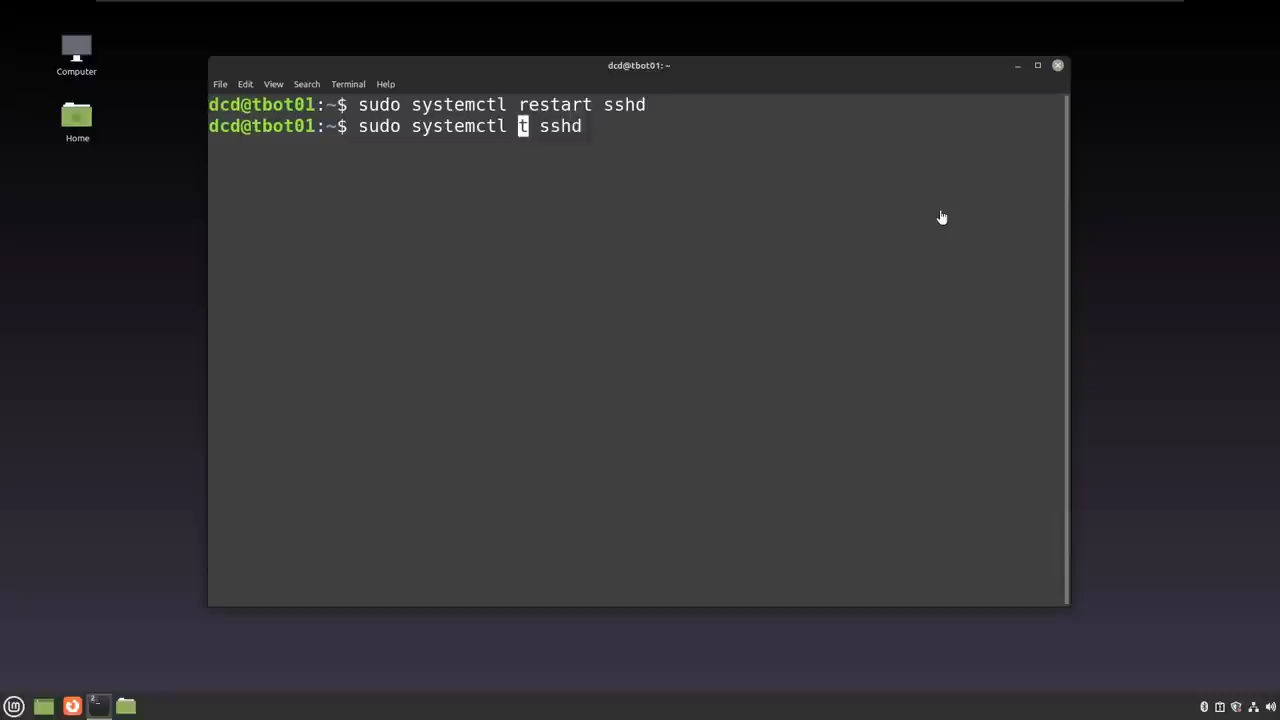 dcd@tbot01: ~
File Edit View Search Terminal Help
dcd@tbot01:~$ sudo systemctl restart sshd
dcd@tbot01:~$ sudo systemctl t sshd
Computer
Home